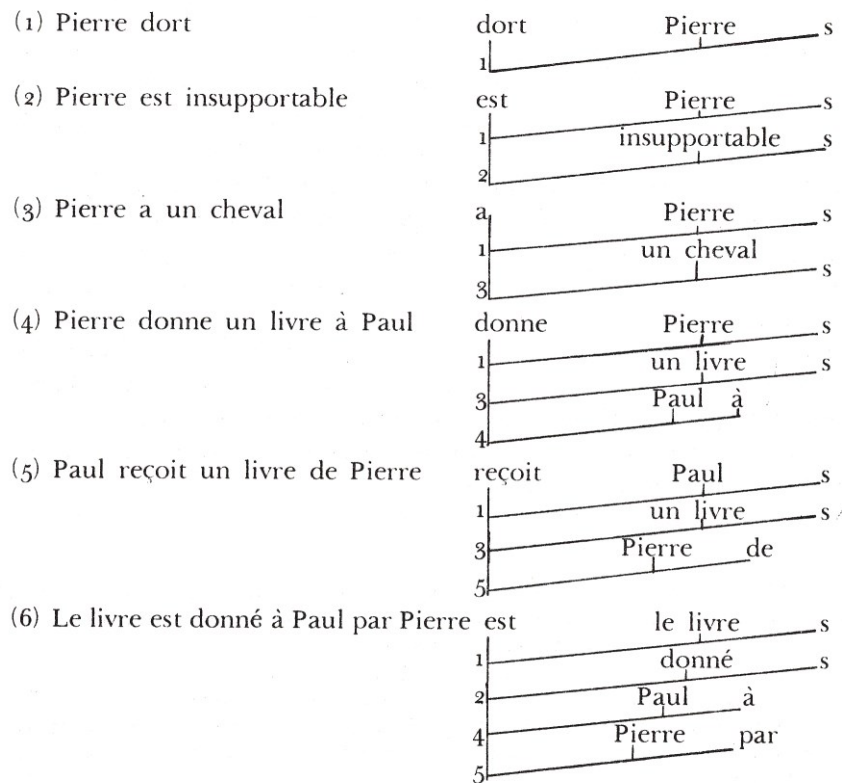 (1) Pierre dort dort Pierre s
1
(2) Pierre est insupportable est Pierre s
1 insupportable s
2
(3) Pierre a un cheval a Pierre s
1 un cheval s
3
(4) Pierre donne un livre à Paul donne Pierre s
1 un livre s
3 Paul à
4
(5) Paul reçoit un livre de Pierre reçoit Paul s
1 un livre s
3 Pierre de
5
(6) Le livre est donné à Paul par Pierre est le livre s
1 donné s
2 Paul à
4 Pierre par
5